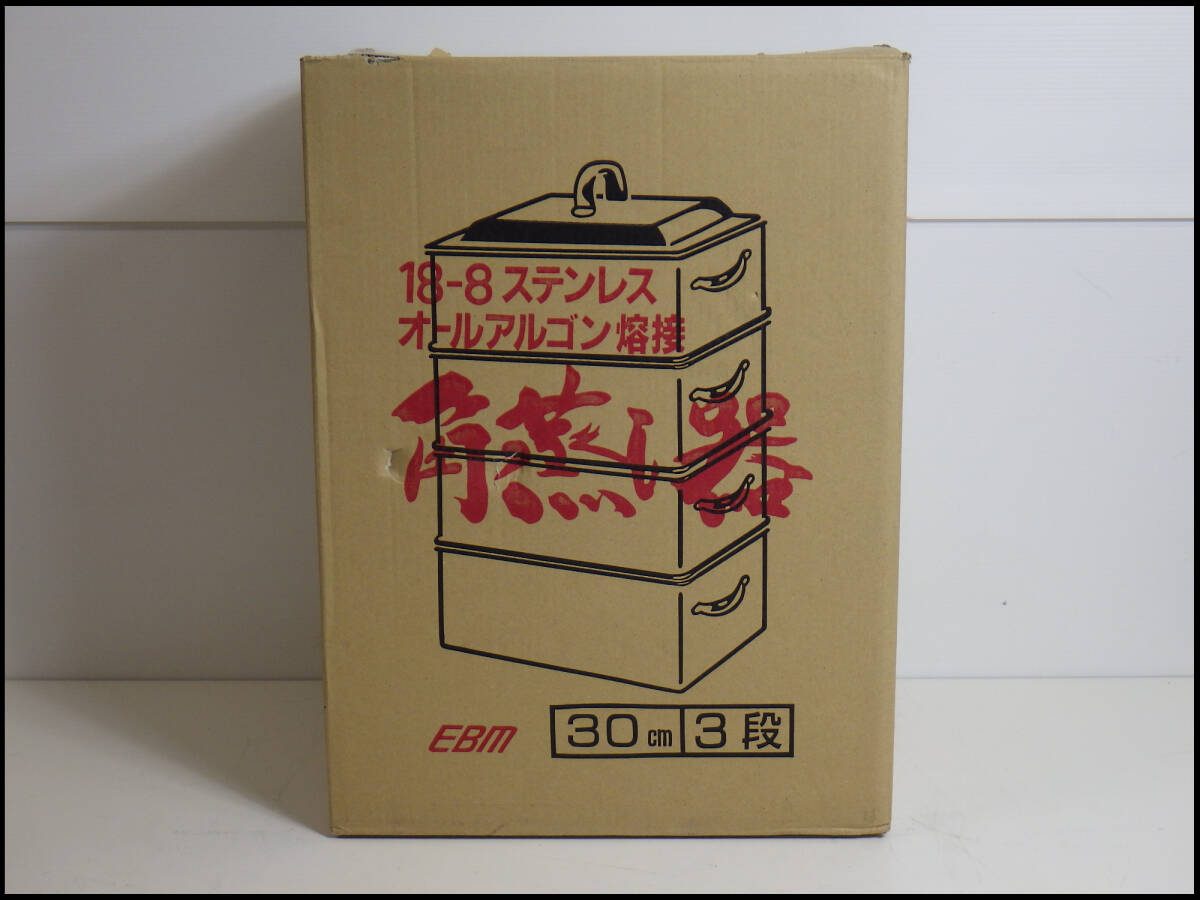 18-8ステンレス
オールアルゴン熔接
角蒸し器
EBM 30cm 3段